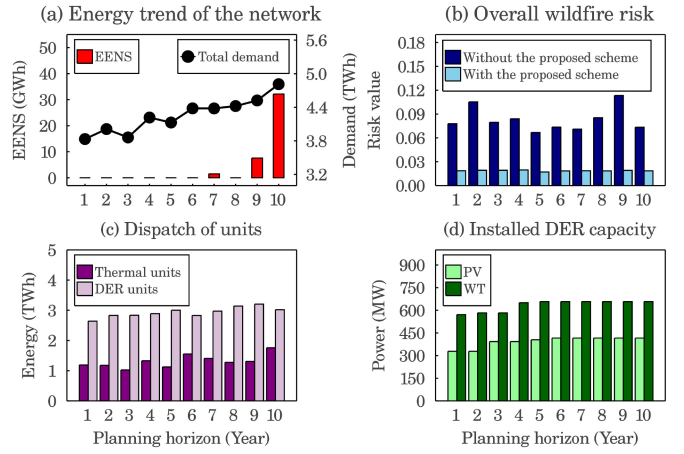 (a) Energy trend of the network
EENS (GWh)
50
40
30
20
10
0
EENS
Total demand
5.6
5.0
4.4
3.8
3.2
Demand (TWh)
1 2 3 4 5 6 7 8 9 10
(b) Overall wildfire risk
Risk value
0.18
0.15
0.12
0.09
0.06
0.03
0.00
Without the proposed scheme
With the proposed scheme
1 2 3 4 5 6 7 8 9 10
(c) Dispatch of units
Energy (TWh)
5
4
3
2
1
0
Thermal units
DER units
1 2 3 4 5 6 7 8 9 10
Planning horizon (Year)
(d) Installed DER capacity
Power (MW)
900
750
600
450
300
150
0
PV
WT
1 2 3 4 5 6 7 8 9 10
Planning horizon (Year)